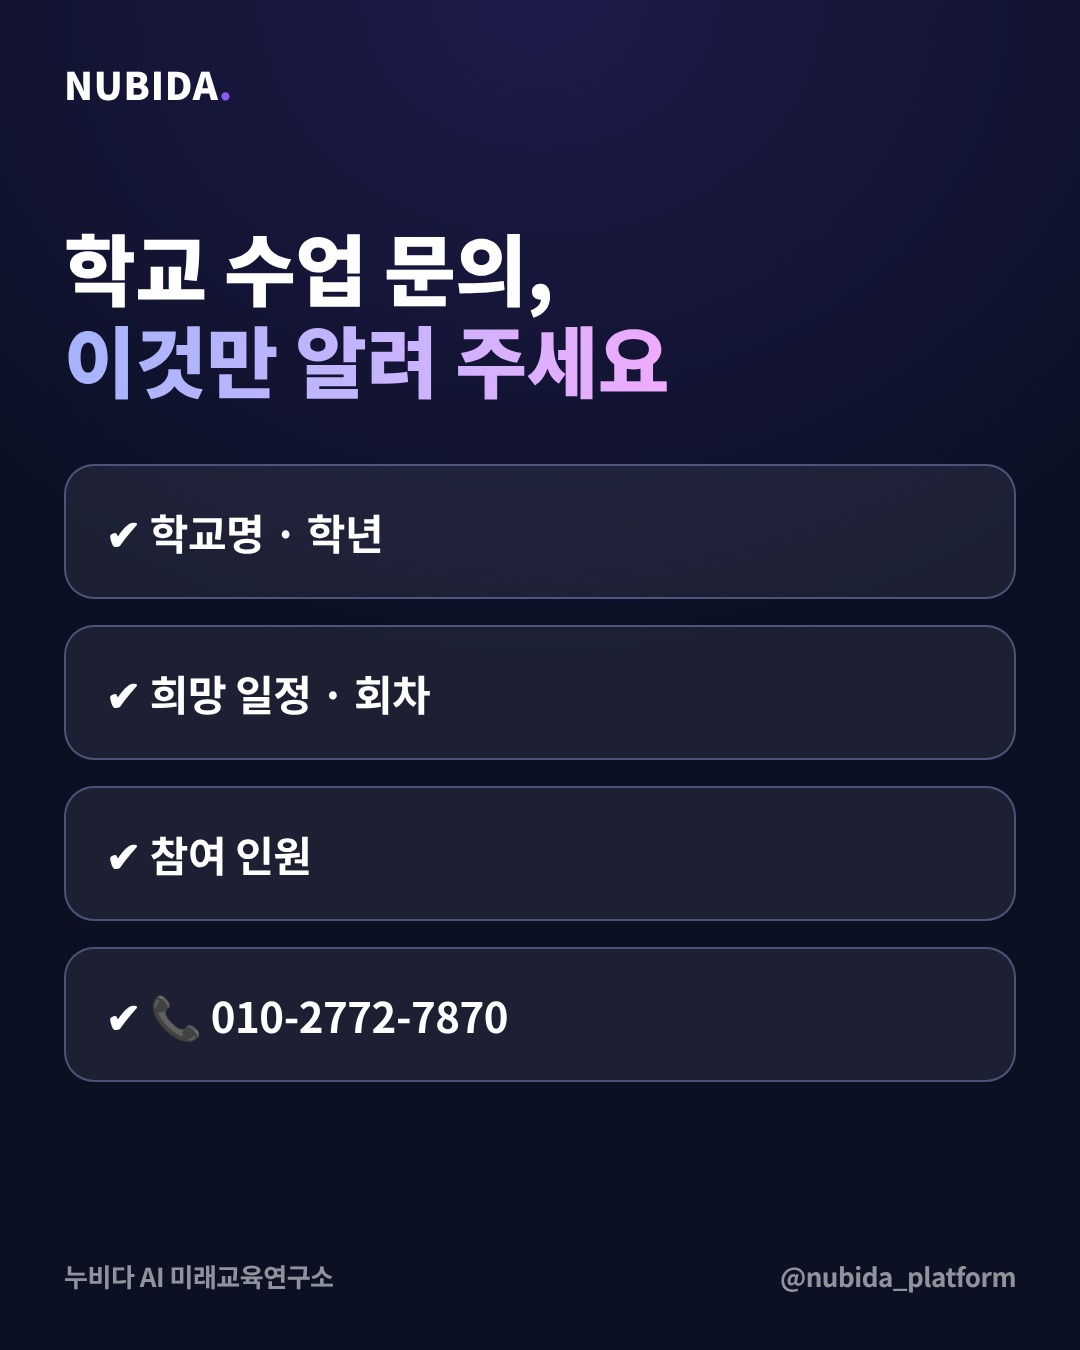 NUBIDA.
학교 수업 문의,
이것만 알려 주세요
✔ 학교명 · 학년
✔ 희망 일정 · 회차
✔ 참여 인원
✔ 📞 010-2772-7870
누비다 AI 미래교육연구소
@nubida_platform